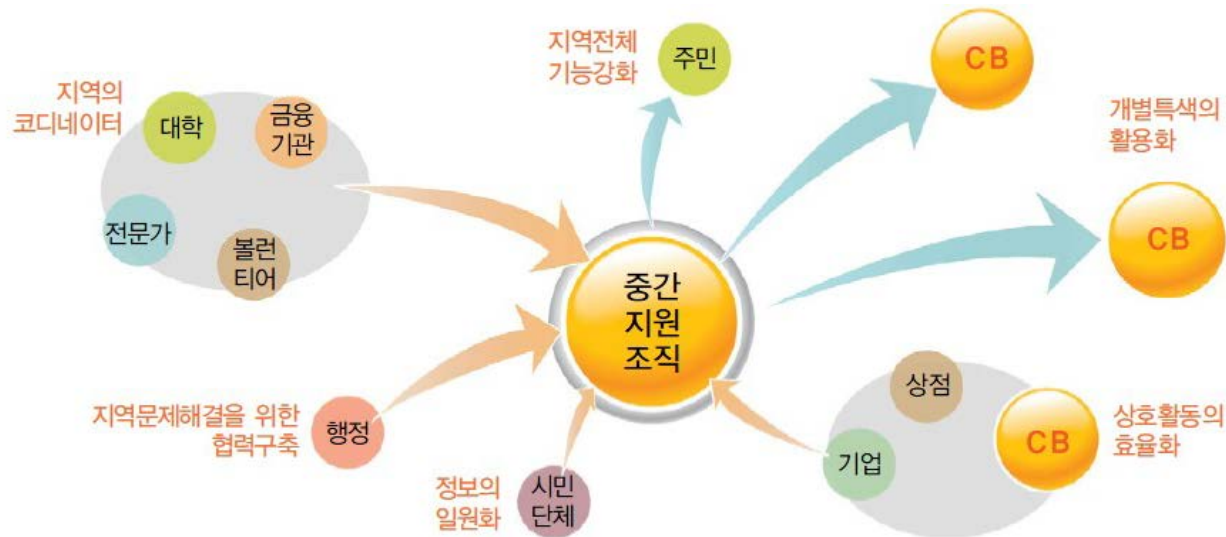 지역의
코디네이터
대학
금융
기관
전문가
볼런
티어
지역전체
기능강화
주민
CB
개별특색의
활용화
CB
중간
지원
조직
지역문제해결을 위한
협력구축
행정
정보의
일원화
시민
단체
상점
기업
CB
상호활동의
효율화